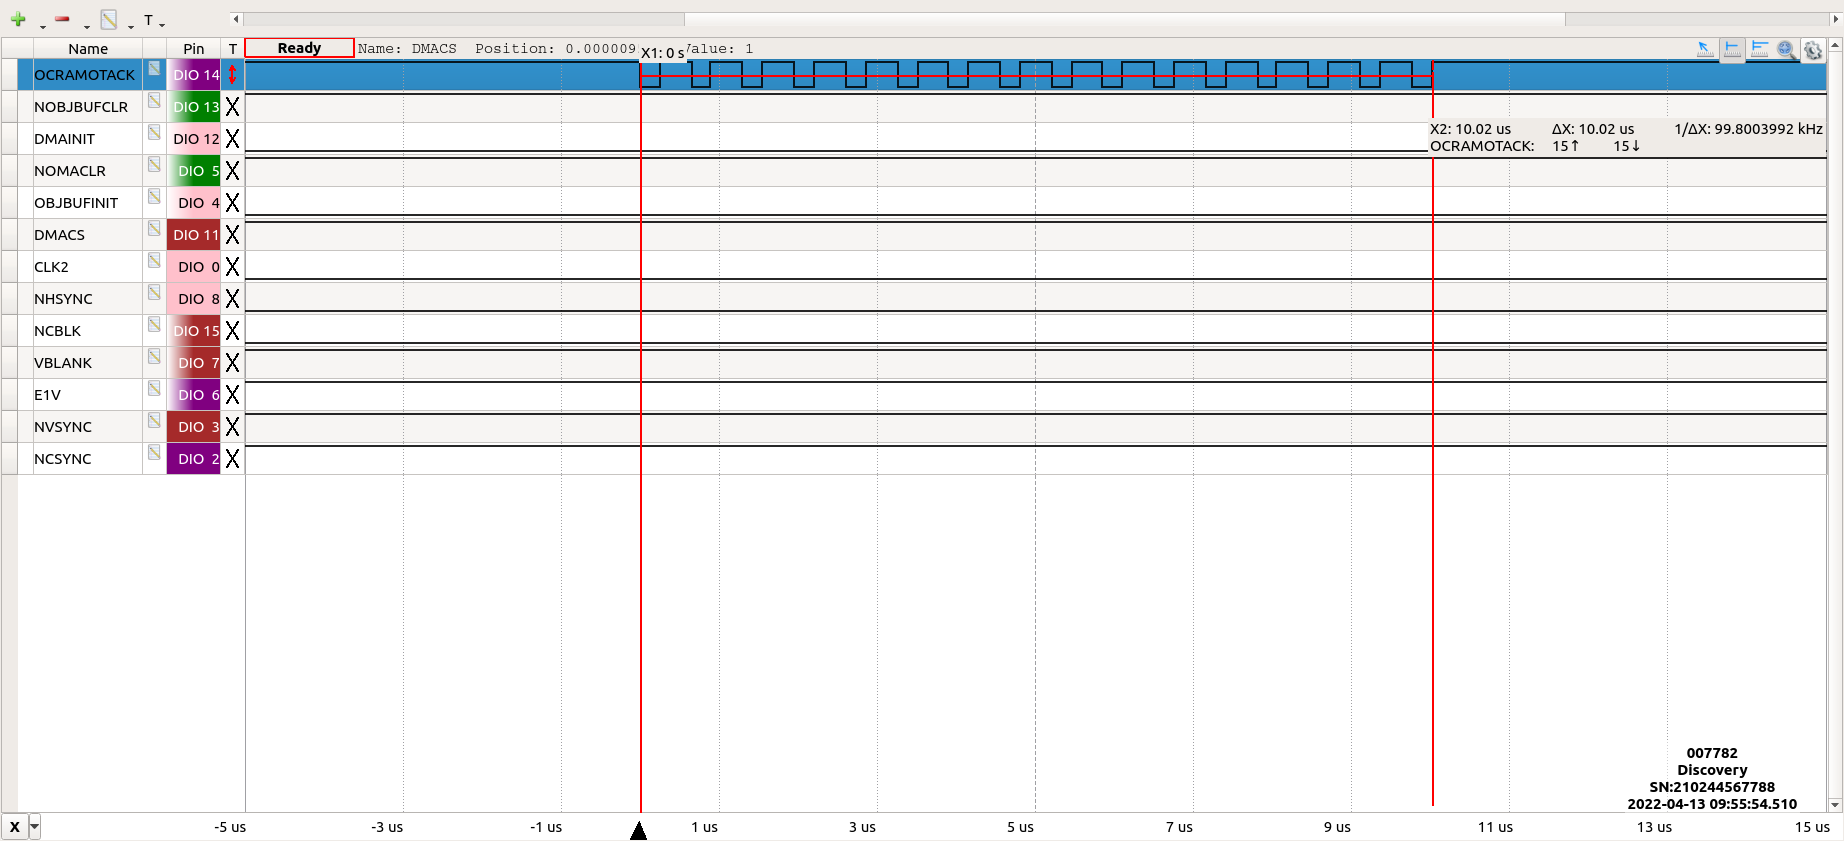 T
Name Pin T Ready Name: DMACS Position: 0.000009 Value: 1
X1: 0 s
OCRAMOTACK DIO 14
NOBJBUFCLR DIO 13 X
DMAINIT DIO 12 X
X2: 10.02 us ΔX: 10.02 us 1/ΔX: 99.8003992 kHz
OCRAMOTACK: 15↑ 15↓
NOMACLR DIO 5 X
OBJBUFINIT DIO 4 X
DMACS DIO 11 X
CLK2 DIO 0 X
NHSYNC DIO 8 X
NCBLK DIO 15 X
VBLANK DIO 7 X
E1V DIO 6 X
NVSYNC DIO 3 X
NCSYNC DIO 2 X
007782
Discovery
SN:210244567788
2022-04-13 09:55:54.510
X -5 us -3 us -1 us 1 us 3 us 5 us 7 us 9 us 11 us 13 us 15 us